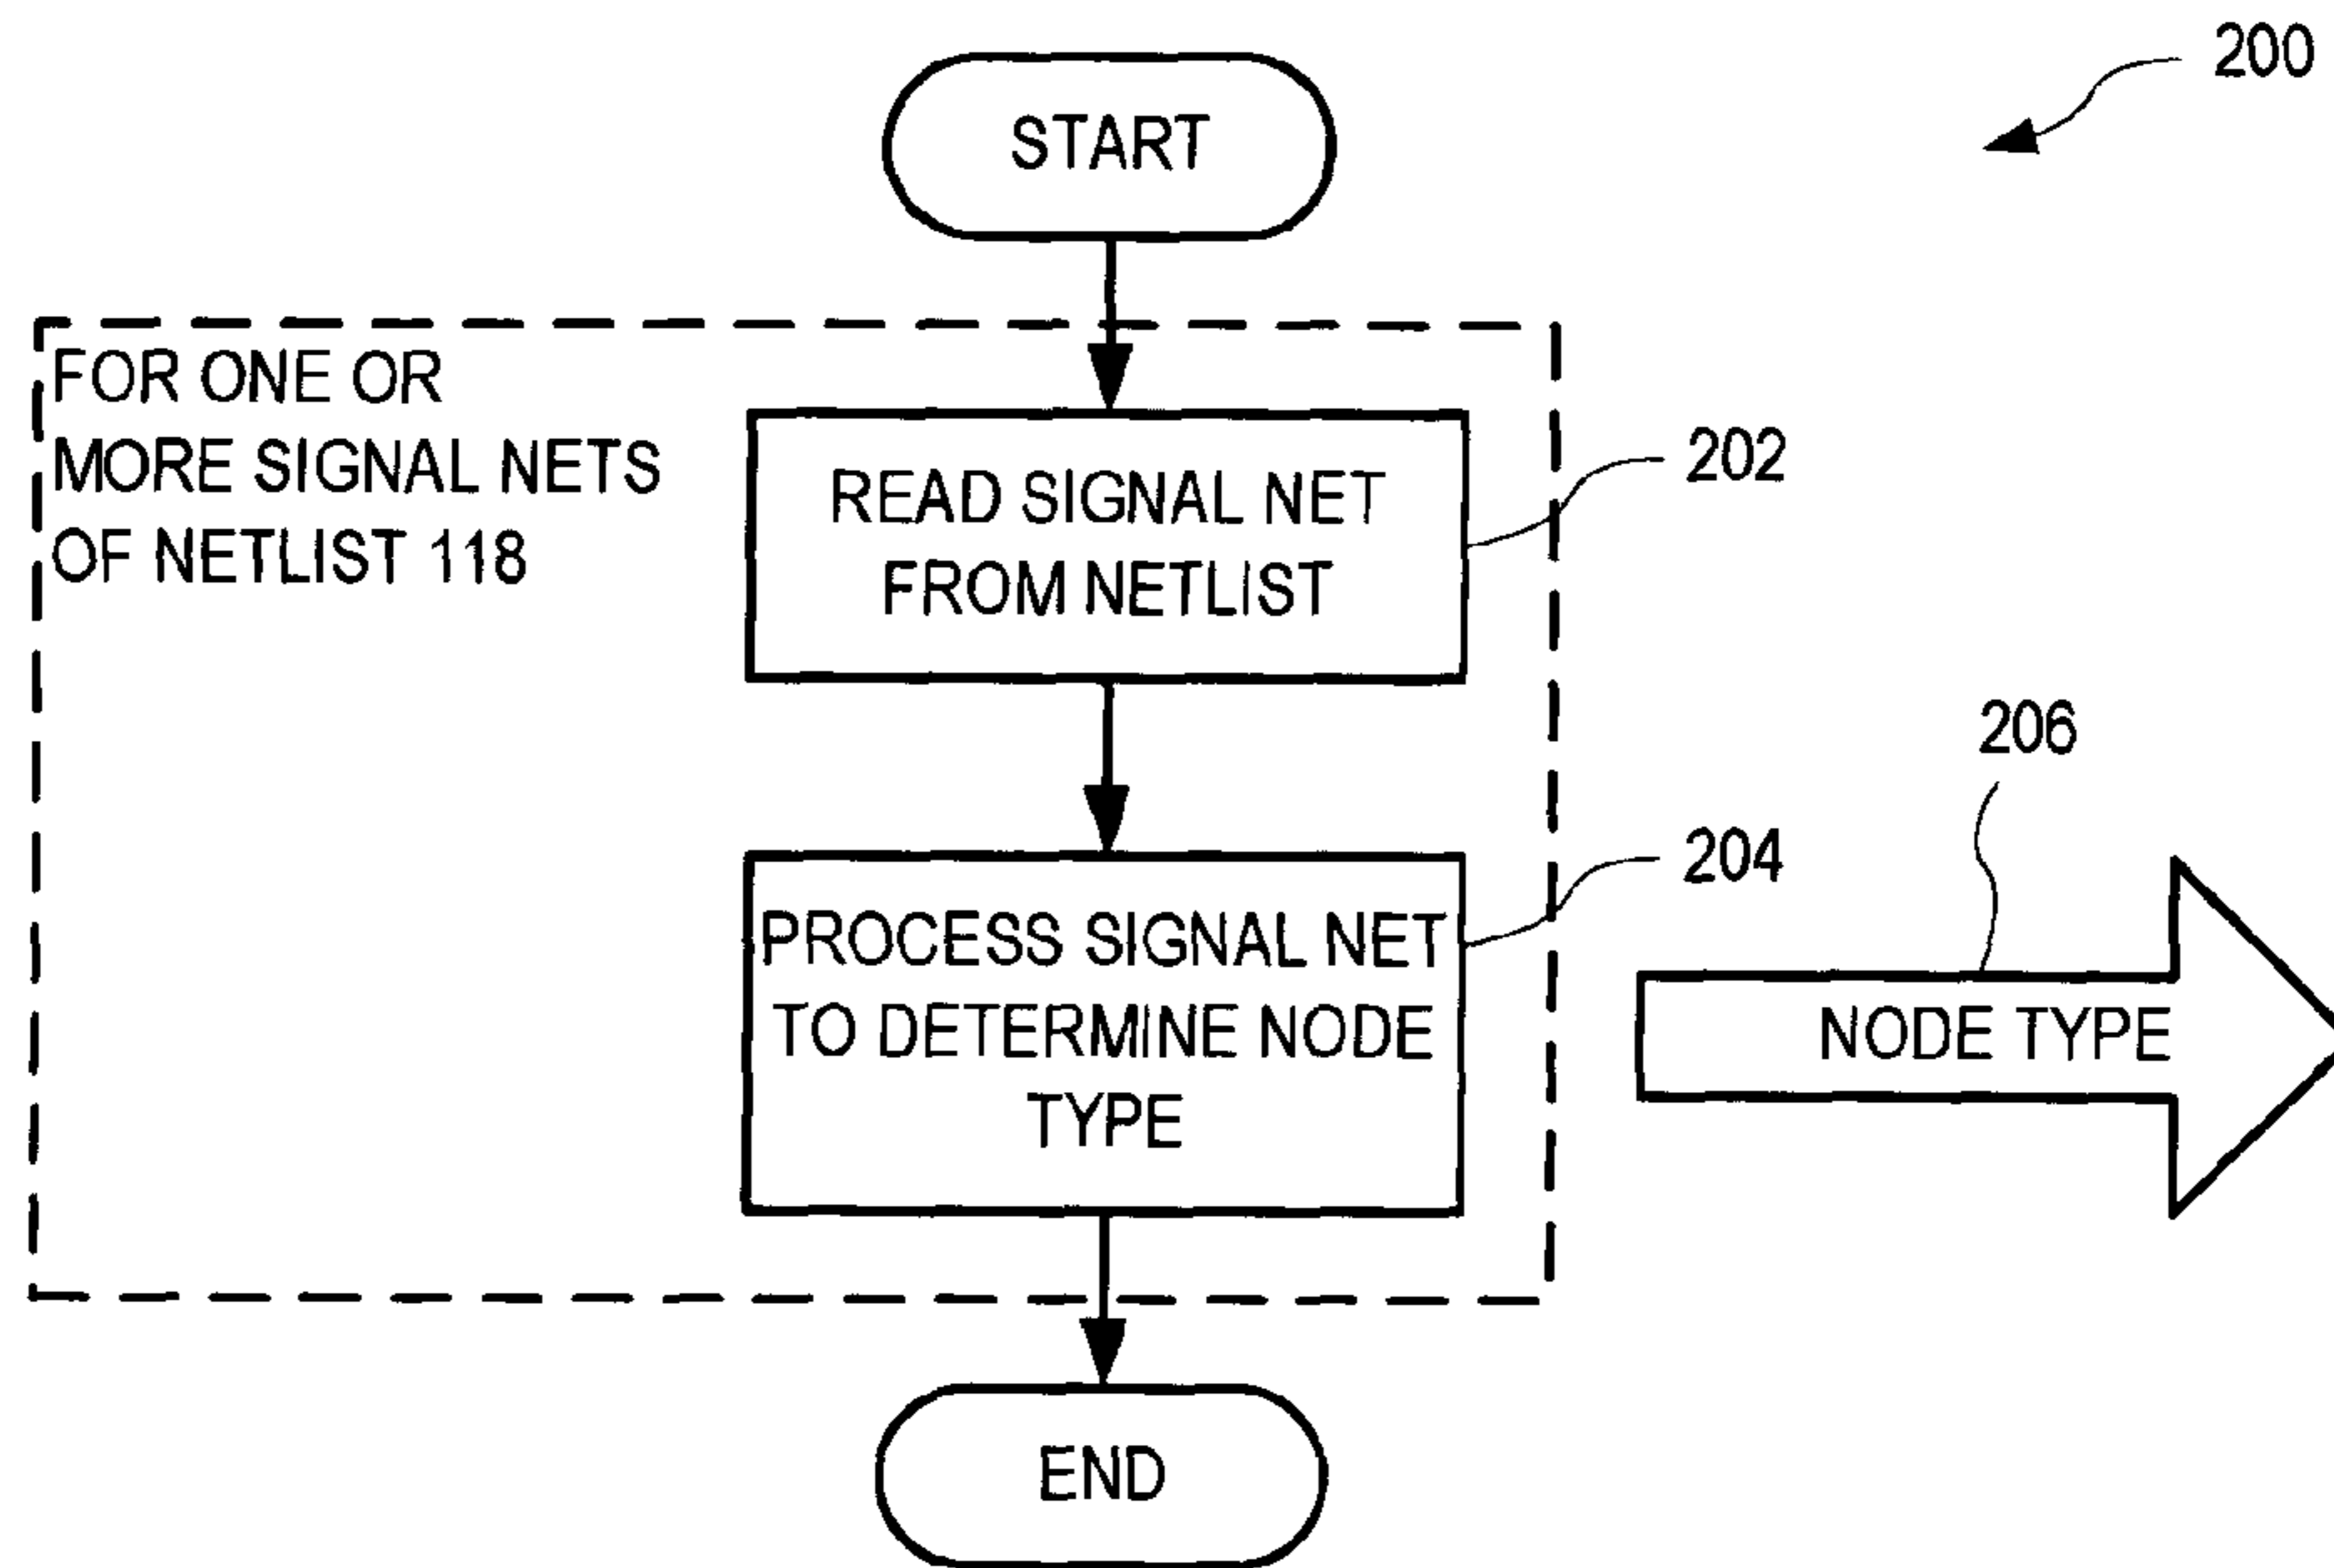 200
START
FOR ONE OR
MORE SIGNAL NETS
OF NETLIST 118
READ SIGNAL NET
FROM NETLIST
202
206
204
PROCESS SIGNAL NET
TO DETERMINE NODE
TYPE
NODE TYPE
END